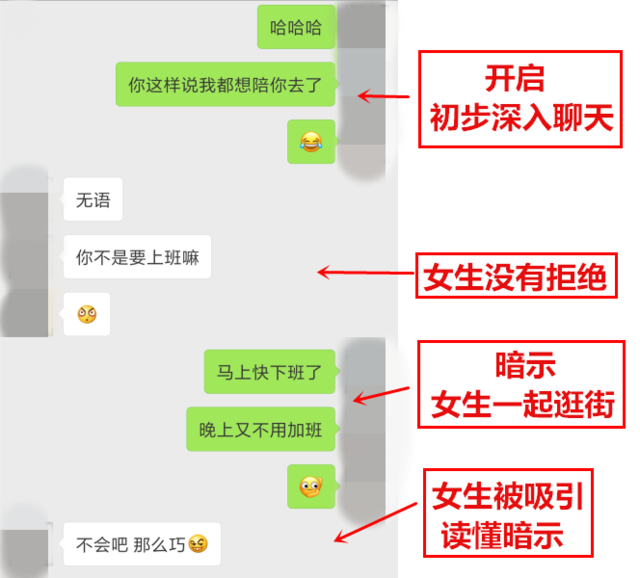 哈哈哈
你这样说我都想陪你去了
开启
初步深入聊天
😂
无语
你不是要上班嘛
女生没有拒绝
🙄
马上快下班了
暗示
女生一起逛街
晚上又不用加班
女生被吸引
读懂暗示
不会吧 那么巧😝